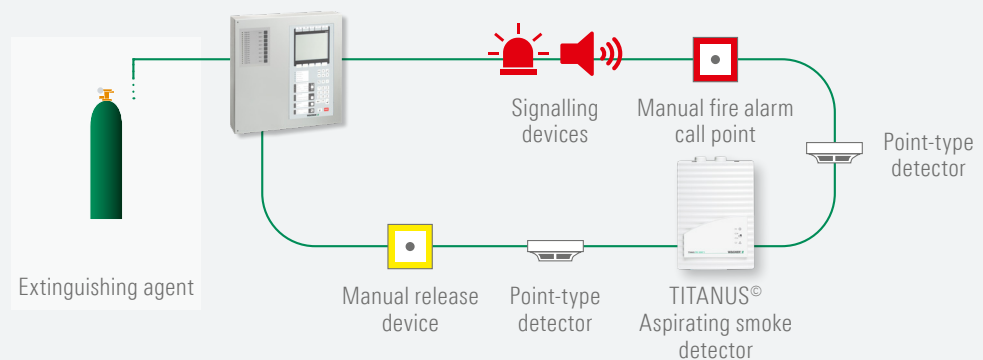 Signalling
devices
Manual fire alarm
call point
Point-type
detector
Extinguishing agent
Manual release
device
Point-type
detector
TITANUS©
Aspirating smoke
detector